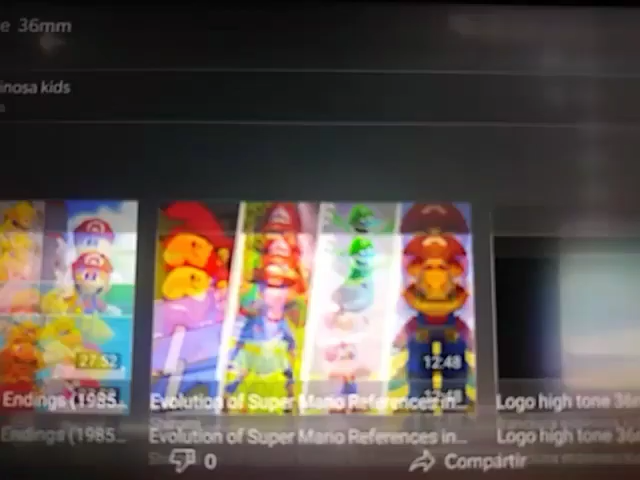 e 36mm
inosa kids
27:52
12:48
Endings (1985...
Evolution of Super Mario References in...
Logo high tone 36
Endings (1985...
Evolution of Super Mario References in...
Logo high tone 36
0
Compartir